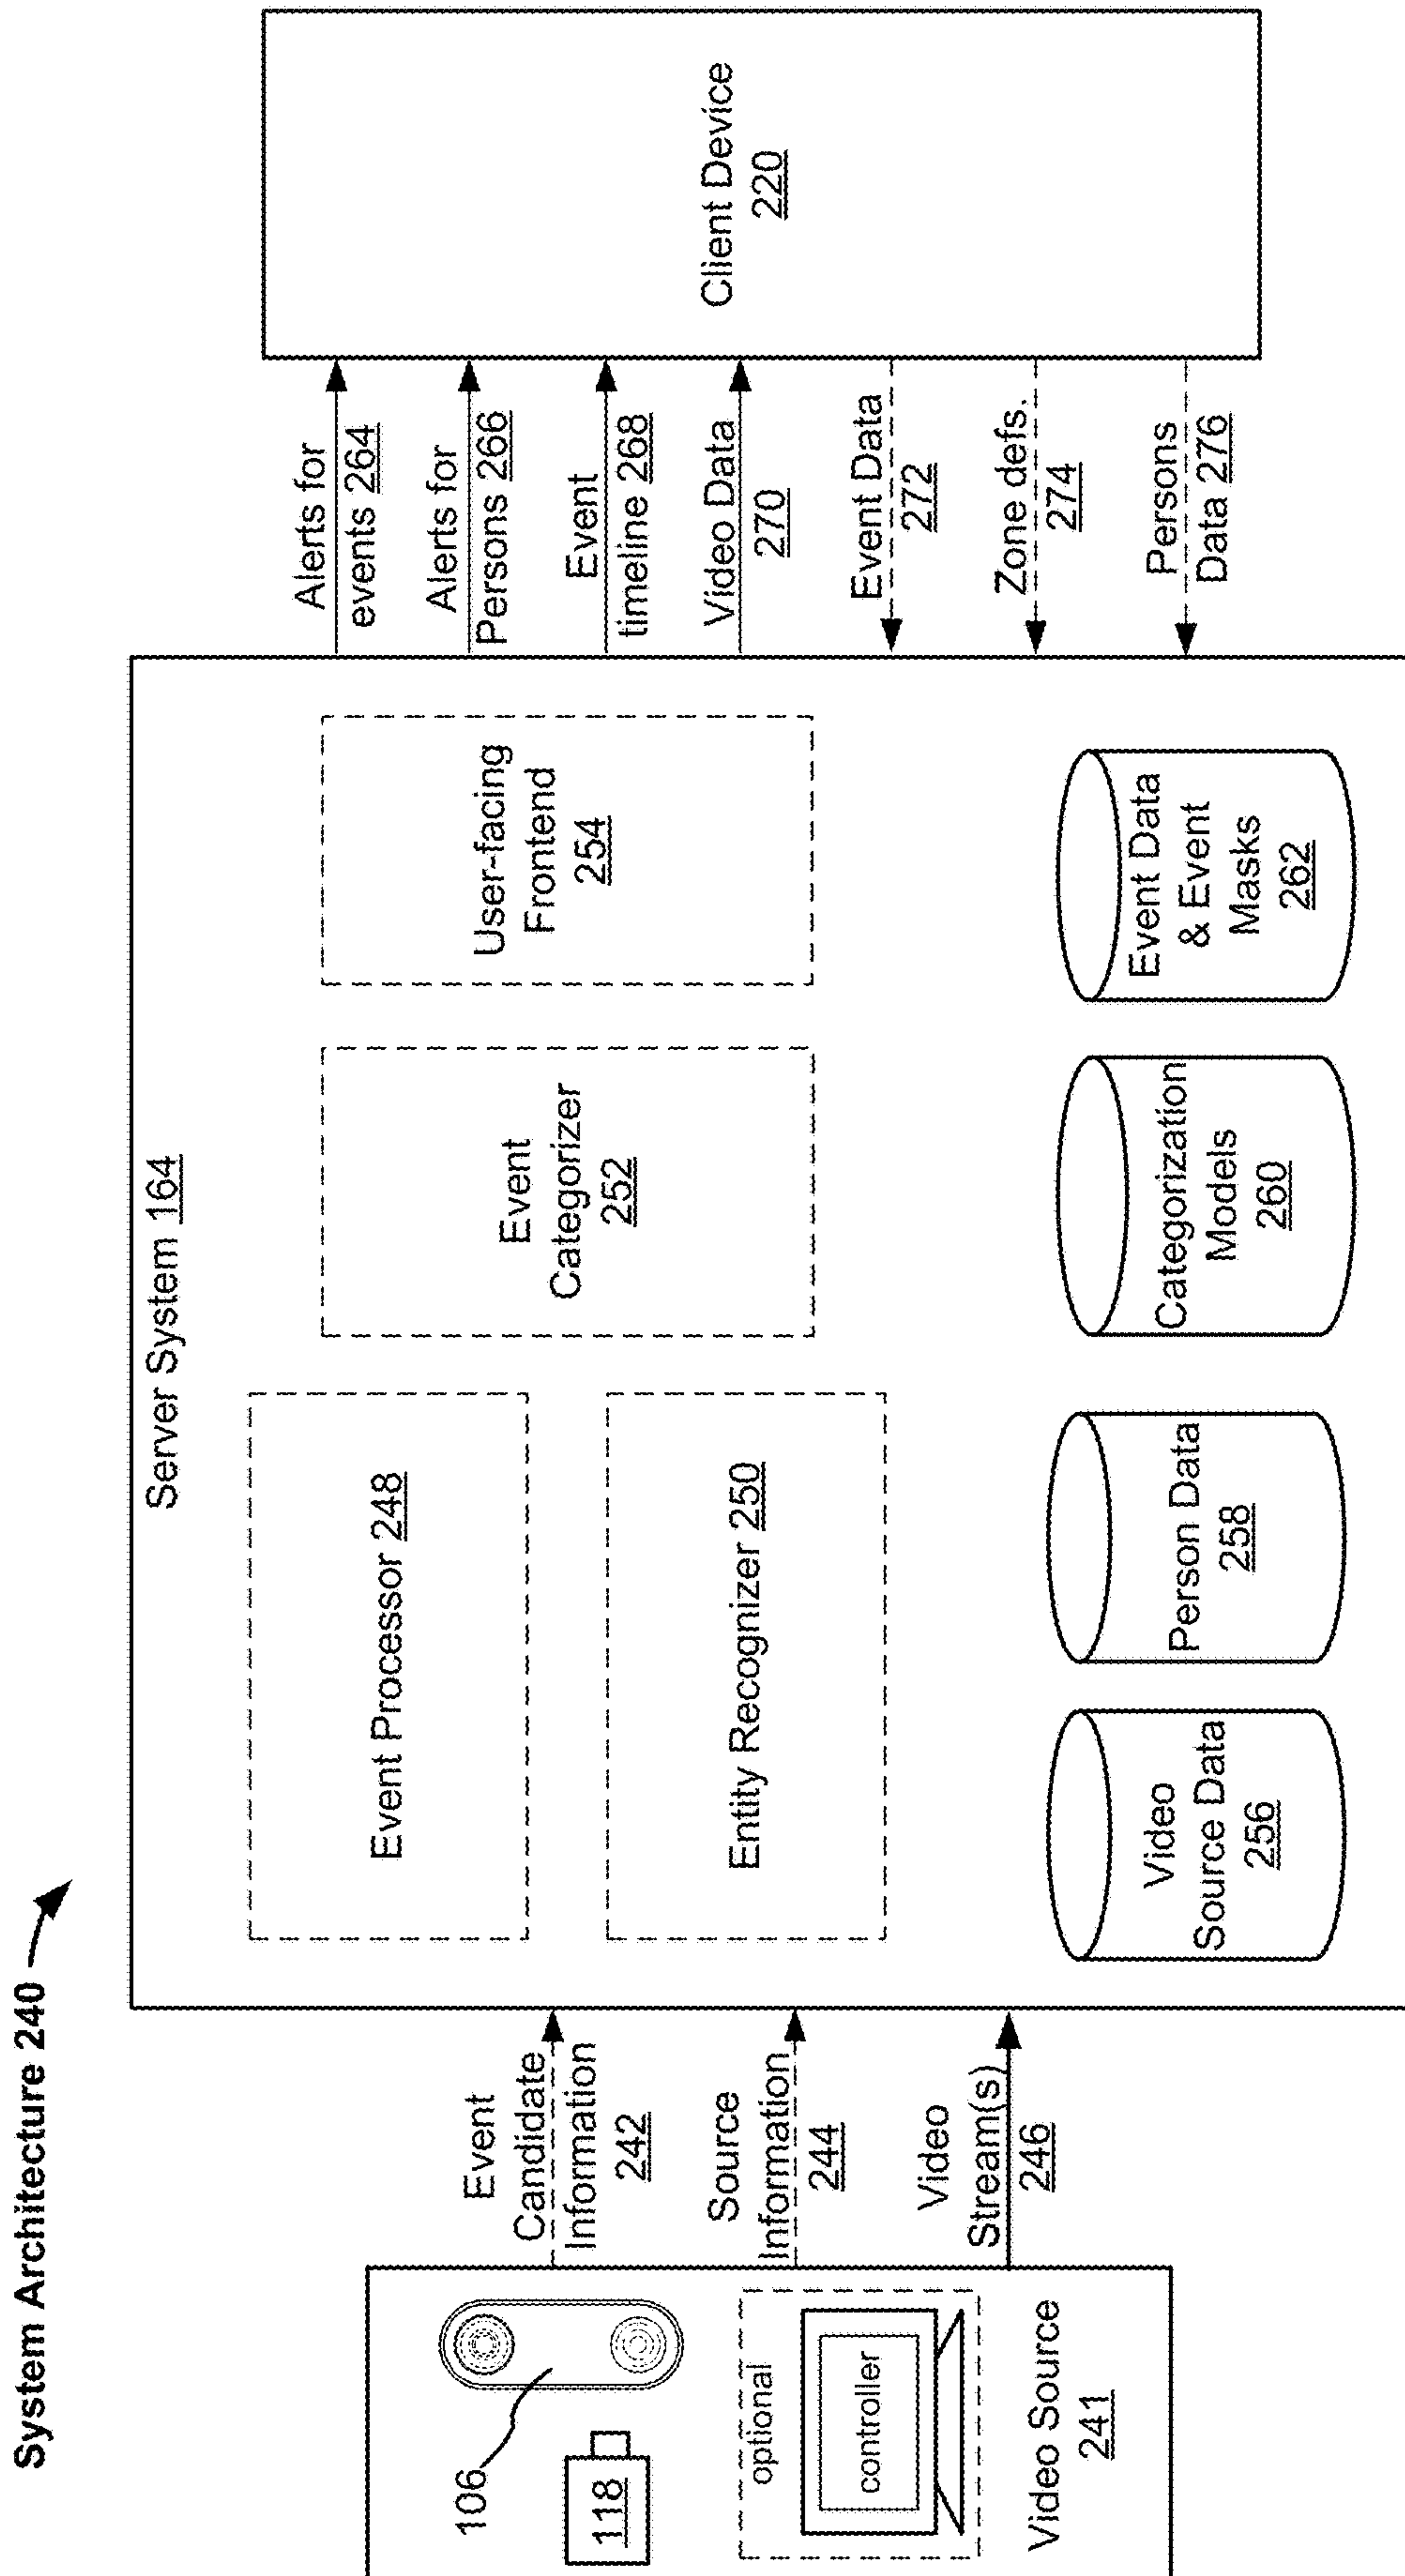 System Architecture 240
106
118
optional
controller
Video Source
241
Event
Candidate
Information
242
Source
Information
244
Video
Stream(s)
246
Server System 164
Event Processor 248
Entity Recognizer 250
Event
Categorizer
252
User-facing
Frontend
254
Video
Source Data
256
Person Data
258
Categorization
Models
260
Event Data
& Event
Masks
262
Alerts for
events 264
Alerts for
Persons 266
Event
timeline 268
Video Data
270
Event Data
272
Zone defs.
274
Persons
Data 276
Client Device
220